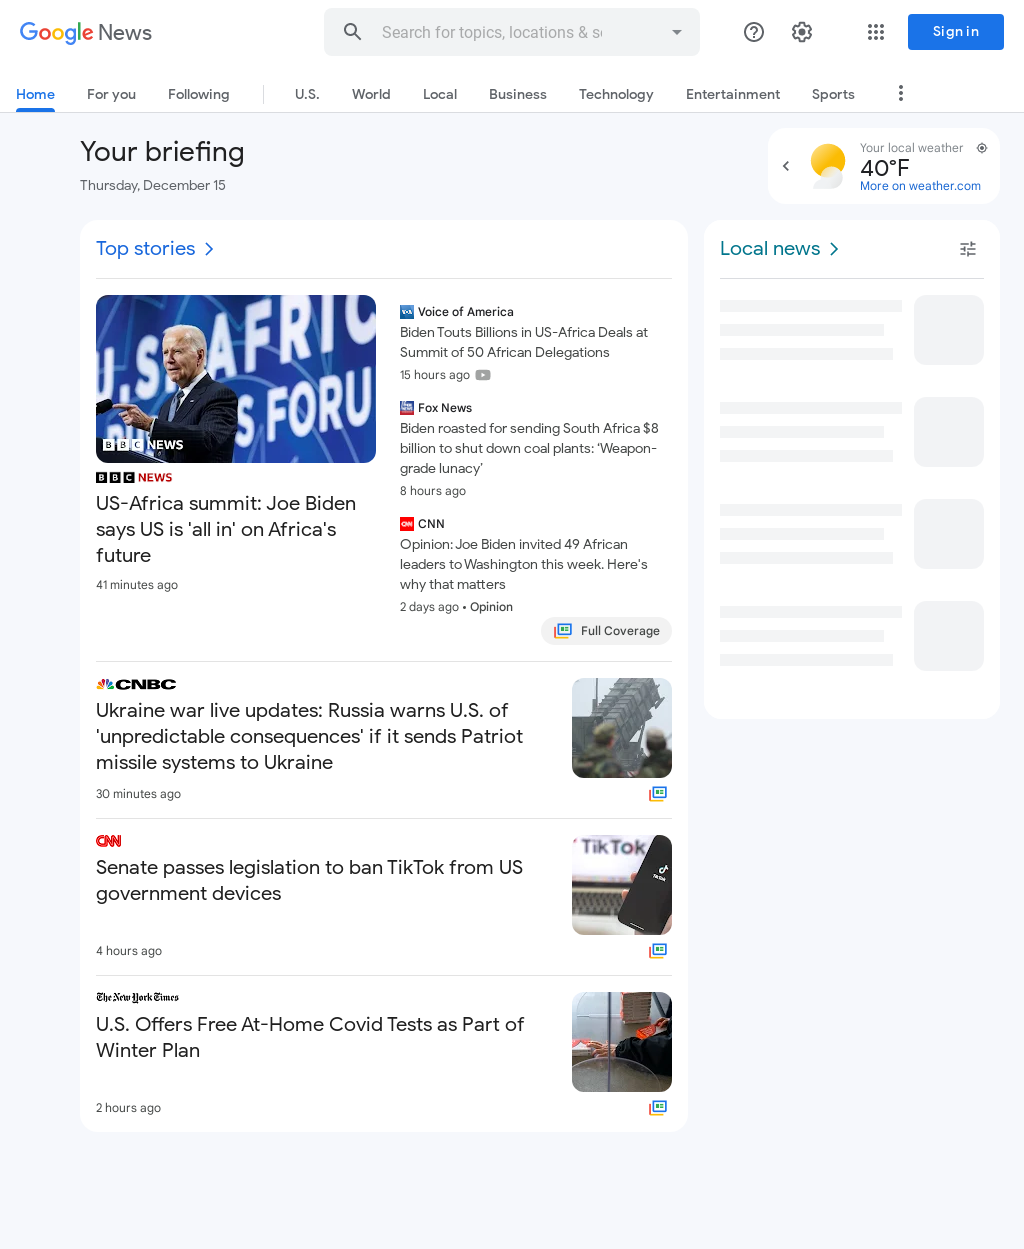 Google News
Search for topics, locations & s
Sign in
Home
For you
Following
U.S.
World
Local
Business
Technology
Entertainment
Sports
Your briefing
Thursday, December 15
Your local weather
40°F
More on weather.com
Top stories
U.S. AFRIC
FORUM
BBC NEWS
BBC NEWS
US-Africa summit: Joe Biden
says US is 'all in' on Africa's
future
41 minutes ago
VOA Voice of America
Biden Touts Billions in US-Africa Deals at
Summit of 50 African Delegations
15 hours ago
Fox News
Biden roasted for sending South Africa $8
billion to shut down coal plants: ‘Weapon-
grade lunacy’
8 hours ago
CNN CNN
Opinion: Joe Biden invited 49 African
leaders to Washington this week. Here's
why that matters
2 days ago • Opinion
Full Coverage
CNBC
Ukraine war live updates: Russia warns U.S. of
'unpredictable consequences' if it sends Patriot
missile systems to Ukraine
30 minutes ago
CNN
Senate passes legislation to ban TikTok from US
government devices
TikTok
TikTok
4 hours ago
The New York Times
U.S. Offers Free At-Home Covid Tests as Part of
Winter Plan
2 hours ago
Local news